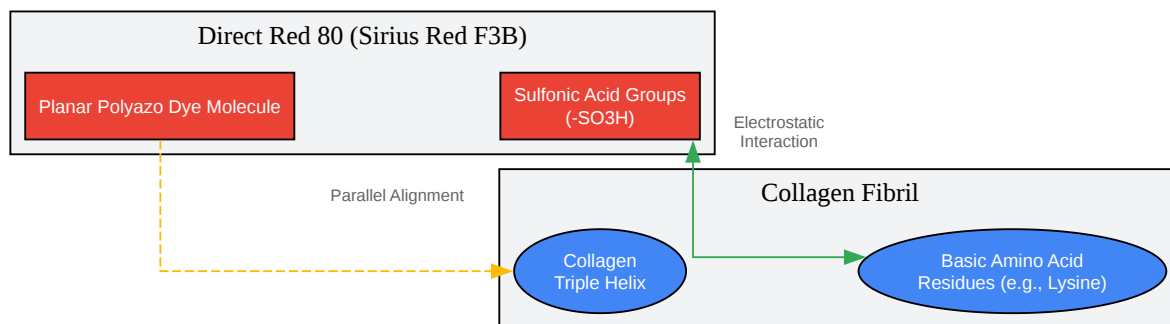 Direct Red 80 (Sirius Red F3B)
Planar Polyazo Dye Molecule
Sulfonic Acid Groups
(-SO3H)
Electrostatic
Interaction
Parallel Alignment
Collagen Fibril
Collagen
Triple Helix
Basic Amino Acid
Residues (e.g., Lysine)